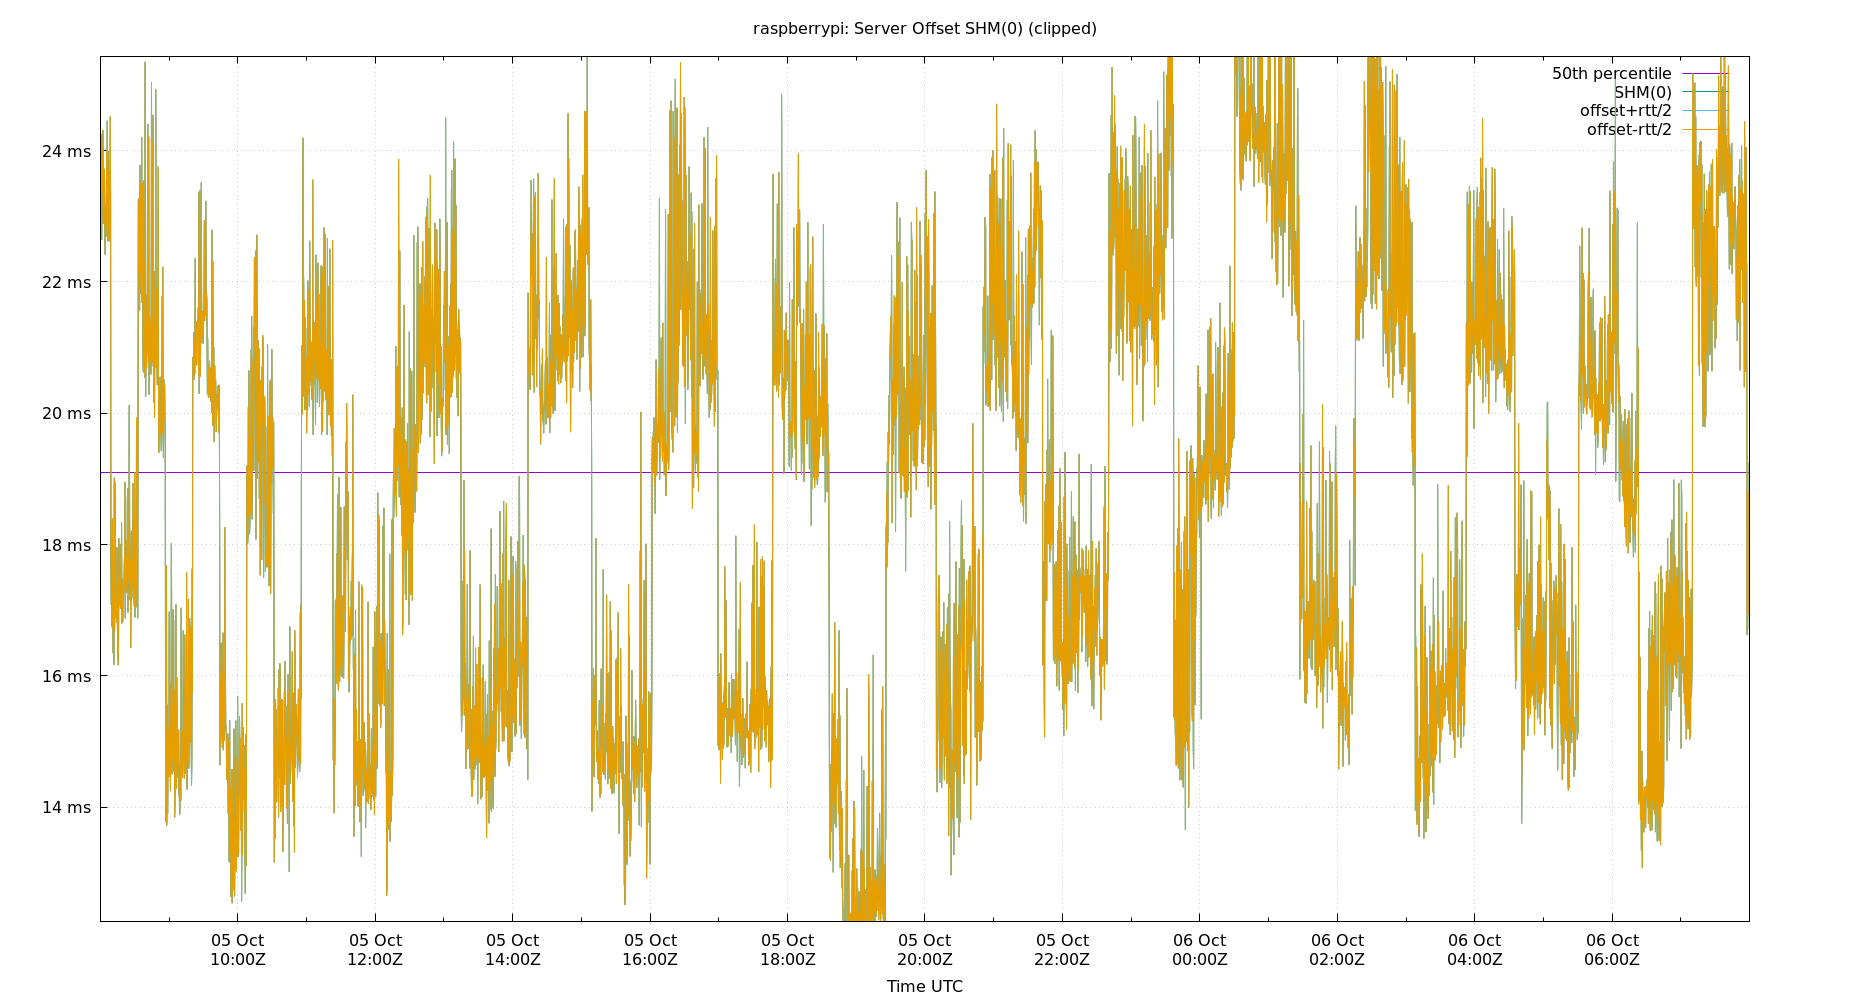 raspberrypi: Server Offset SHM(0) (clipped)
50th percentile
SHM(0)
offset+rtt/2
offset-rtt/2
24 ms
22 ms
20 ms
18 ms
16 ms
14 ms
05 Oct 05 Oct 05 Oct 05 Oct 05 Oct 05 Oct 05 Oct 06 Oct 06 Oct 06 Oct 06 Oct
10:00Z 12:00Z 14:00Z 16:00Z 18:00Z 20:00Z 22:00Z 00:00Z 02:00Z 04:00Z 06:00Z
Time UTC